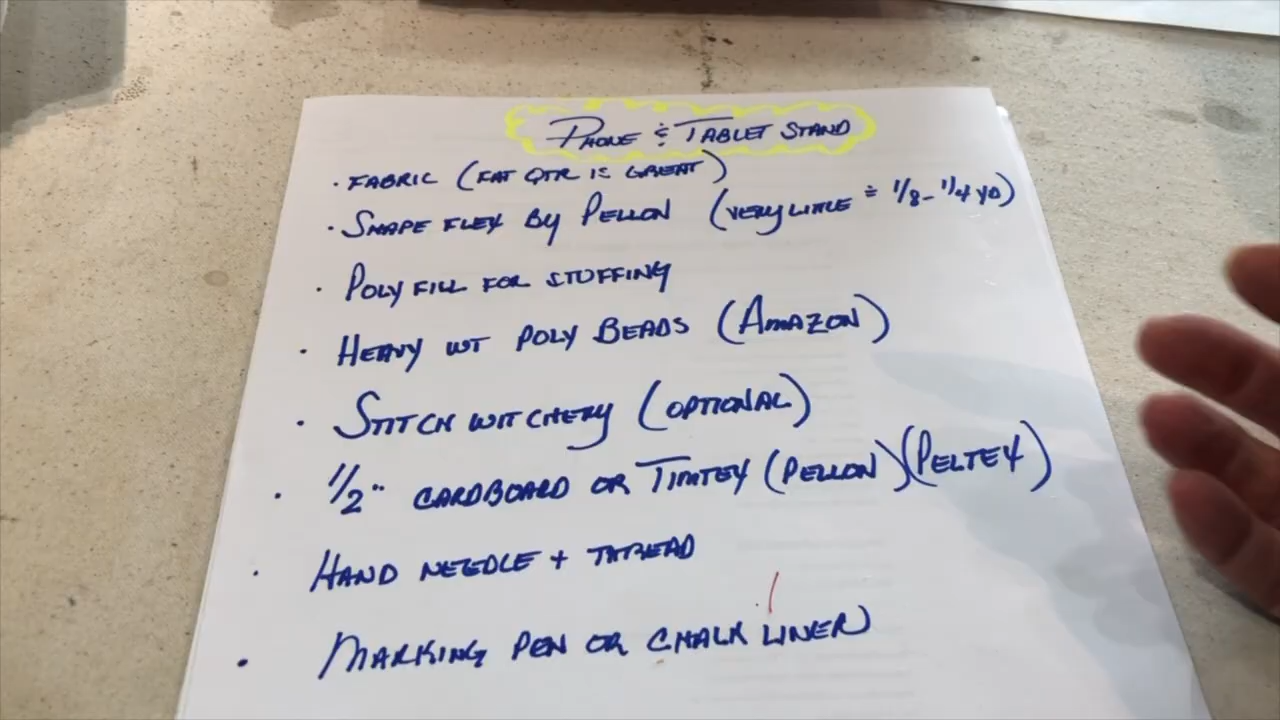 PHONE & TABLET STAND
· FABRIC (FAT QTR IS GREAT)
· SHAPE FLEX BY PELLON (VERY LITTLE ÷ 1/8 - 1/4 YD)
· POLY FILL FOR STUFFING
· HEAVY WT POLY BEADS (AMAZON)
· STITCH WITCHERY (OPTIONAL)
· 1/2" CARDBOARD OR TIMTEX (PELLON) (PELTEX)
· HAND NEEDLE + THREAD
· MARKING PEN OR CHALK LINER